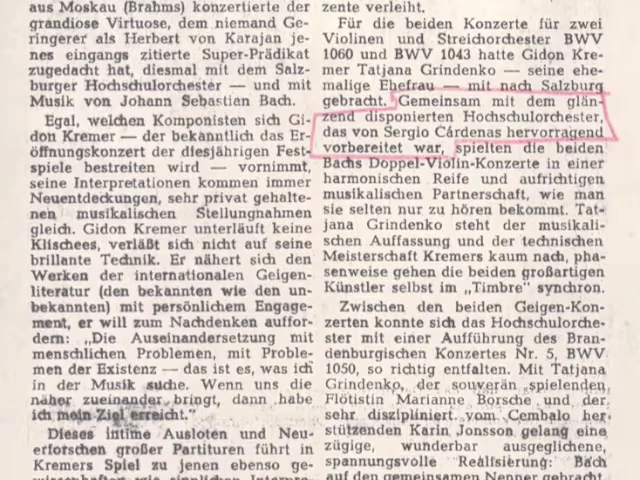 aus Moskau (Brahms) konzertierte der
grandiose Virtuose, dem niemand Ge-
ringerer als Herbert von Karajan je-
nes eingangs zitierte Super-Prädikat
zugedacht hat, diesmal mit dem Salz-
burger Hochschulorchester — und mit
Musik von Johann Sebastian Bach.
Egal, welchen Komponisten sich Gi-
don Kremer — der bekanntlich das Er-
öffnungskonzert der diesjährigen Fest-
spiele bestreiten wird — vornimmt,
seine Interpretationen kommen immer
Neuentdeckungen, sehr privat gehalte-
nen musikalischen Stellungnahmen
gleich. Gidon Kremer unterläuft keine
Klischees, verläßt sich nicht auf seine
brillante Technik. Er nähert sich den
Werken der internationalen Geigen-
literatur (den bekannten wie den un-
bekannten) mit persönlichem Engage-
ment, er will zum Nachdenken auffor-
dern: „Die Auseinandersetzung mit
menschlichen Problemen, mit Proble-
men der Existenz — das ist es, was ich
in der Musik suche. Wenn uns die
näher zueinander bringt, dann habe
ich mein Ziel erreicht."
Dieses intime Ausloten und Neu-
erforschen großer Partituren führt in
Kremers Spiel zu jenen ebenso ge-
zente verleiht.
Für die beiden Konzerte für zwei
Violinen und Streichorchester BWV
1060 und BWV 1043 hatte Gidon Kre-
mer Tatjana Grindenko — seine ehe-
malige Ehefrau — mit nach Salzburg
gebracht. Gemeinsam mit dem glän-
zend disponierten Hochschulorchester,
das von Sergio Cárdenas hervorragend
vorbereitet war, spielten die beiden
Bachs Doppel-Violin-Konzerte in einer
harmonischen Reife und aufrichtigen
musikalischen Partnerschaft, wie man
sie selten nur zu hören bekommt. Tat-
jana Grindenko steht der musikali-
schen Auffassung und der technischen
Meisterschaft Kremers kaum nach, pha-
senweise gehen die beiden großartigen
Künstler selbst im „Timbre" synchron.
Zwischen den beiden Geigen-Kon-
zerten konnte sich das Hochschulorche-
ster mit einer Aufführung des Bran-
denburgischen Konzertes Nr. 5, BWV
1050, so richtig entfalten. Mit Tatjana
Grindenko, der souverän spielenden
Flötistin Marianne Borsche und der
sehr diszipliniert vom Cembalo her
stützenden Karin Jonsson gelang eine
zügige, wunderbar ausgeglichene,
spannungsvolle Realisierung: Bach
auf den gemeinsamen Nenner gebracht